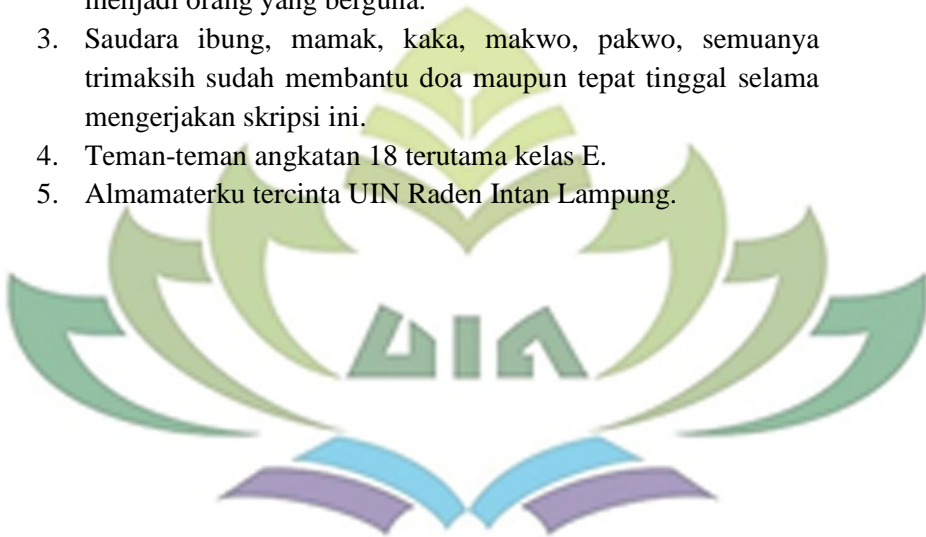 menjadi orang yang berguna.
3. Saudara ibung, mamak, kaka, makwo, pakwo, semuanya
trimaksih sudah membantu doa maupun tepat tinggal selama
mengerjakan skripsi ini.
4. Teman-teman angkatan 18 terutama kelas E.
5. Almamaterku tercinta UIN Raden Intan Lampung.
UIN